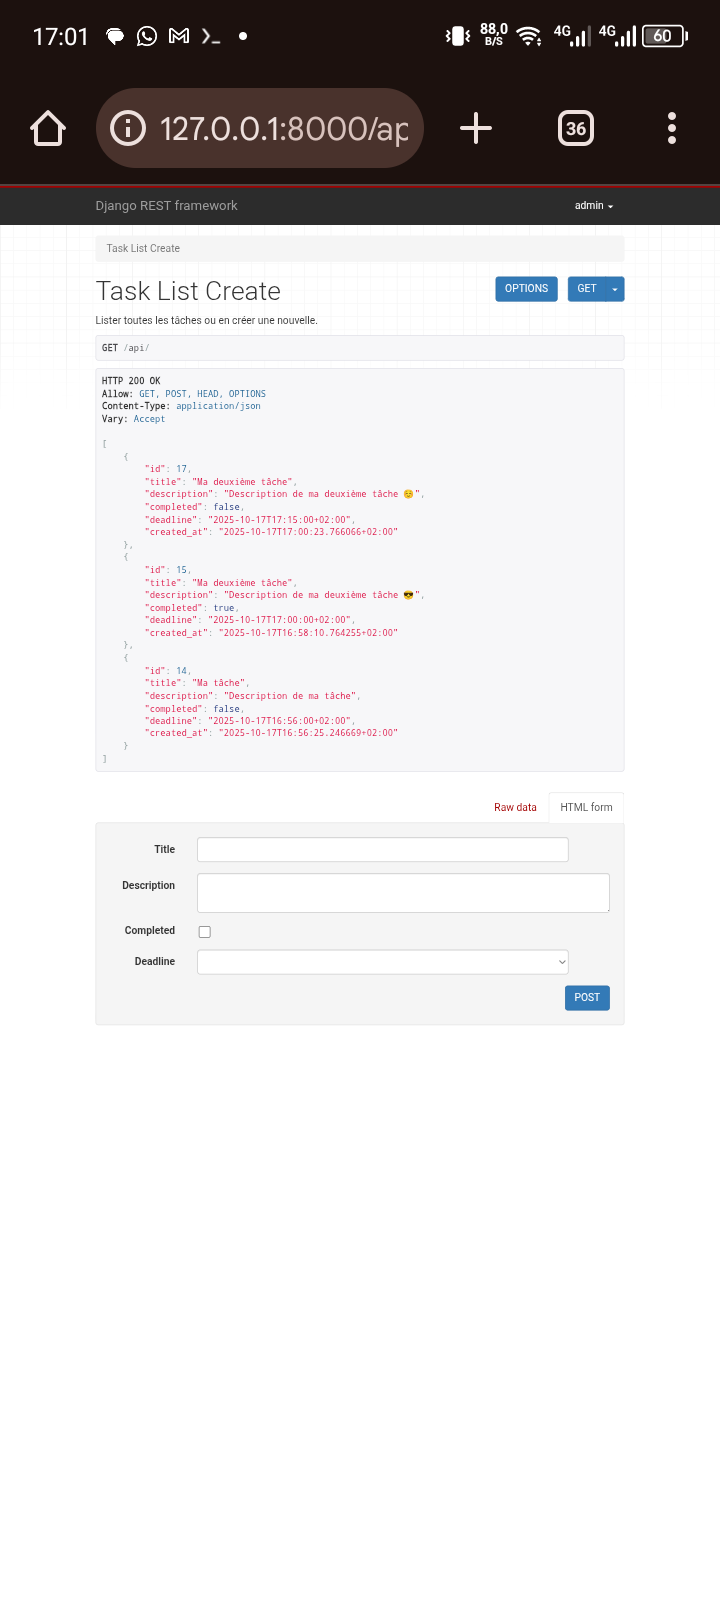 17:01
88,0
B/S
4G
4G
60
127.0.0.1:8000/ap
36
Django REST framework
admin
Task List Create
Task List Create
OPTIONS
GET
Lister toutes les tâches ou en créer une nouvelle.
GET /api/
HTTP 200 OK
Allow: GET, POST, HEAD, OPTIONS
Content-Type: application/json
Vary: Accept
[
{
"id": 17,
"title": "Ma deuxième tâche",
"description": "Description de ma deuxième tâche ☺️",
"completed": false,
"deadline": "2025-10-17T17:15:00+02:00",
"created_at": "2025-10-17T17:00:23.766066+02:00"
},
{
"id": 15,
"title": "Ma deuxième tâche",
"description": "Description de ma deuxième tâche 😎",
"completed": true,
"deadline": "2025-10-17T17:00:00+02:00",
"created_at": "2025-10-17T16:58:10.764255+02:00"
},
{
"id": 14,
"title": "Ma tâche",
"description": "Description de ma tâche",
"completed": false,
"deadline": "2025-10-17T16:56:00+02:00",
"created_at": "2025-10-17T16:56:25.246669+02:00"
}
]
Raw data
HTML form
Title
Description
Completed
Deadline
POST